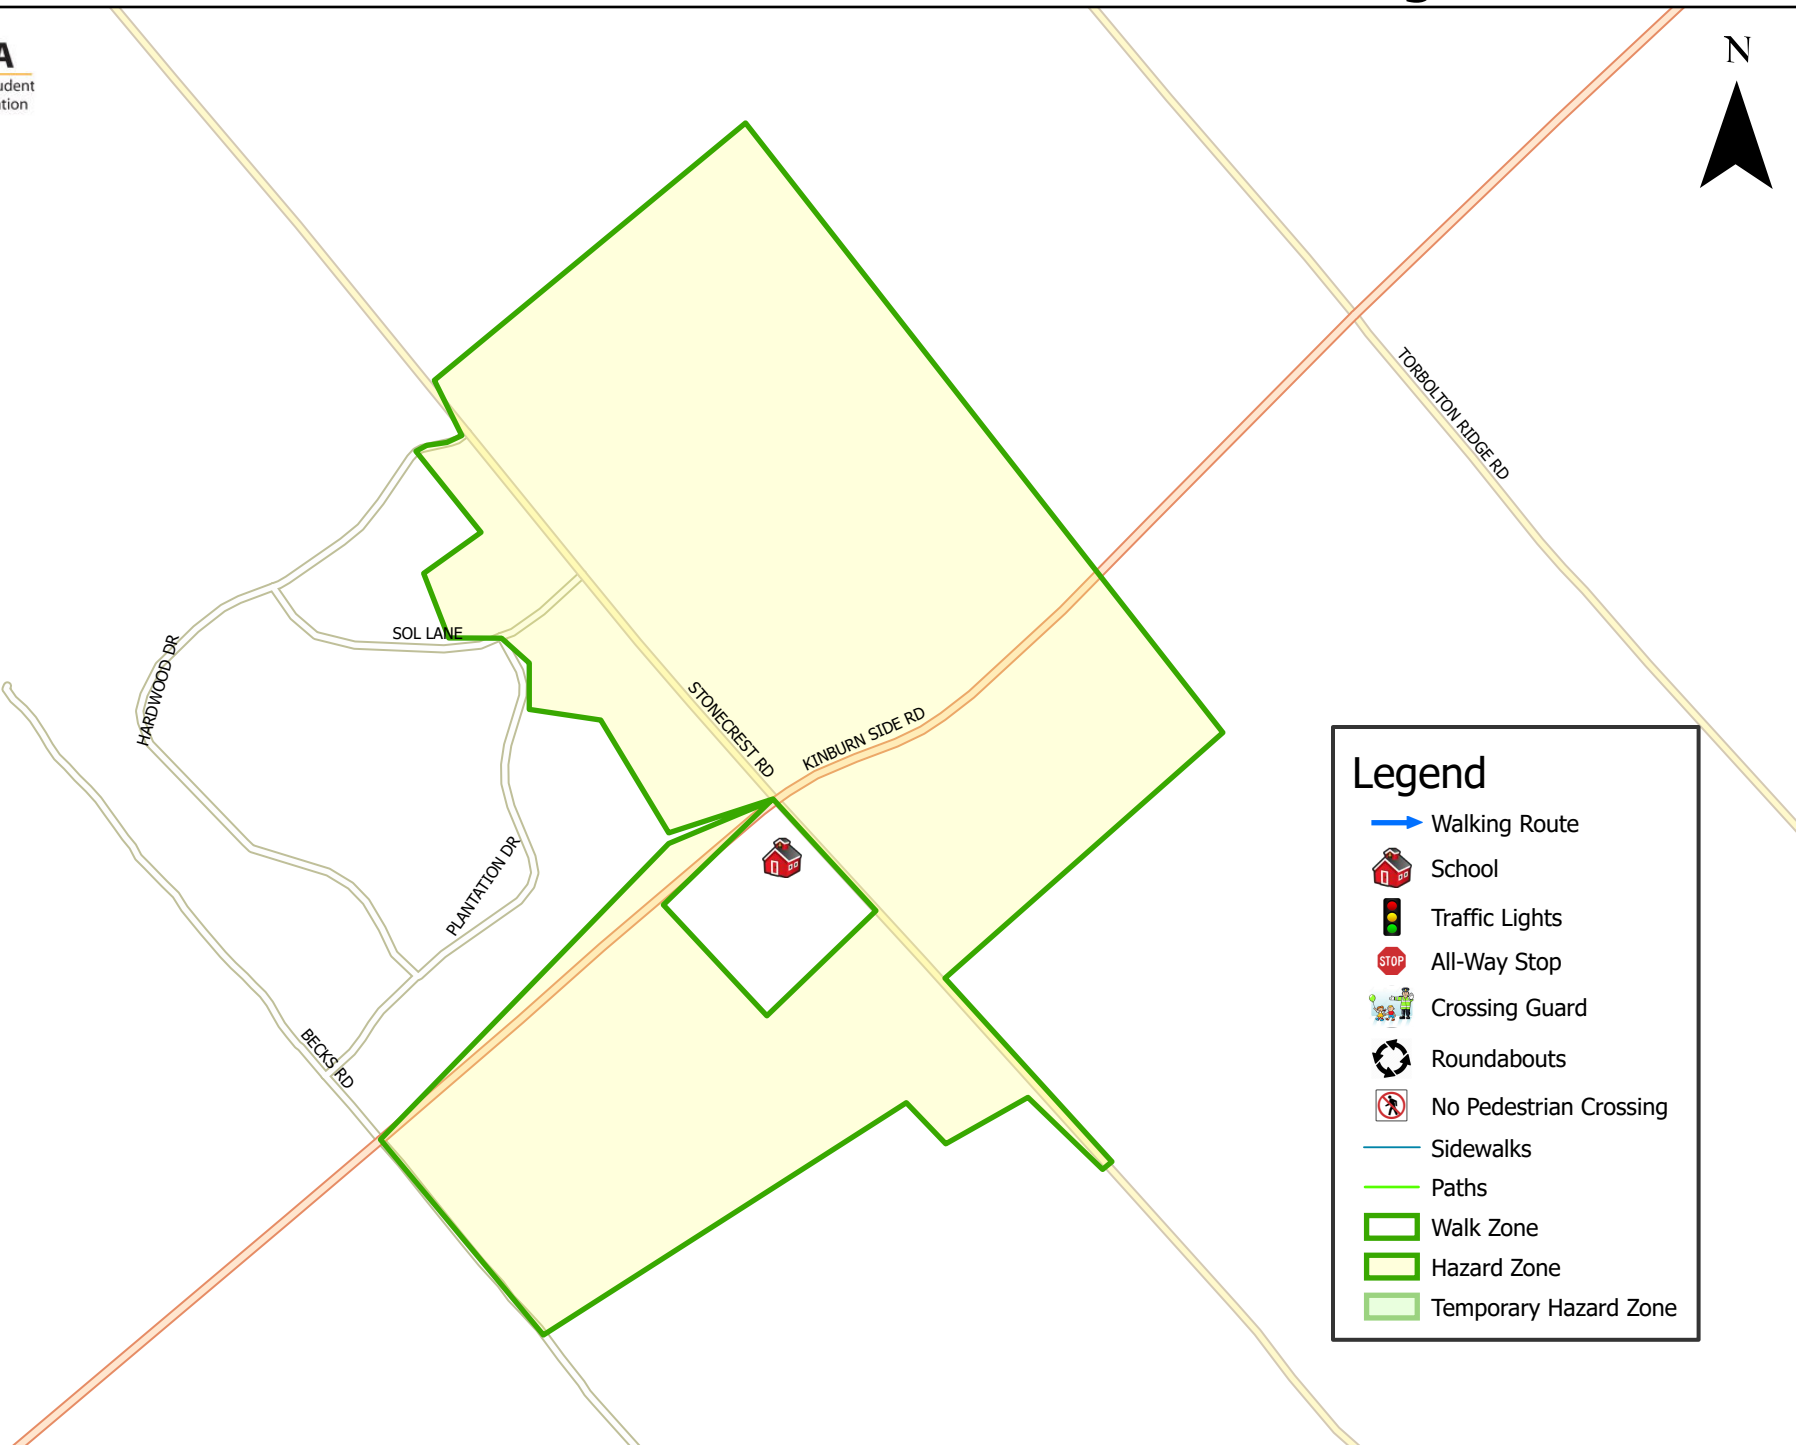 A
N
TORBOLTON RIDGE RD
SOL LANE
HARDWOOD DR
STONECREST RD
KINBURN SIDE RD
PLANTATION DR
BECKS RD
Legend
Walking Route
School
Traffic Lights
STOP
All-Way Stop
Crossing Guard
Roundabouts
No Pedestrian Crossing
Sidewalks
Paths
Walk Zone
Hazard Zone
Temporary Hazard Zone